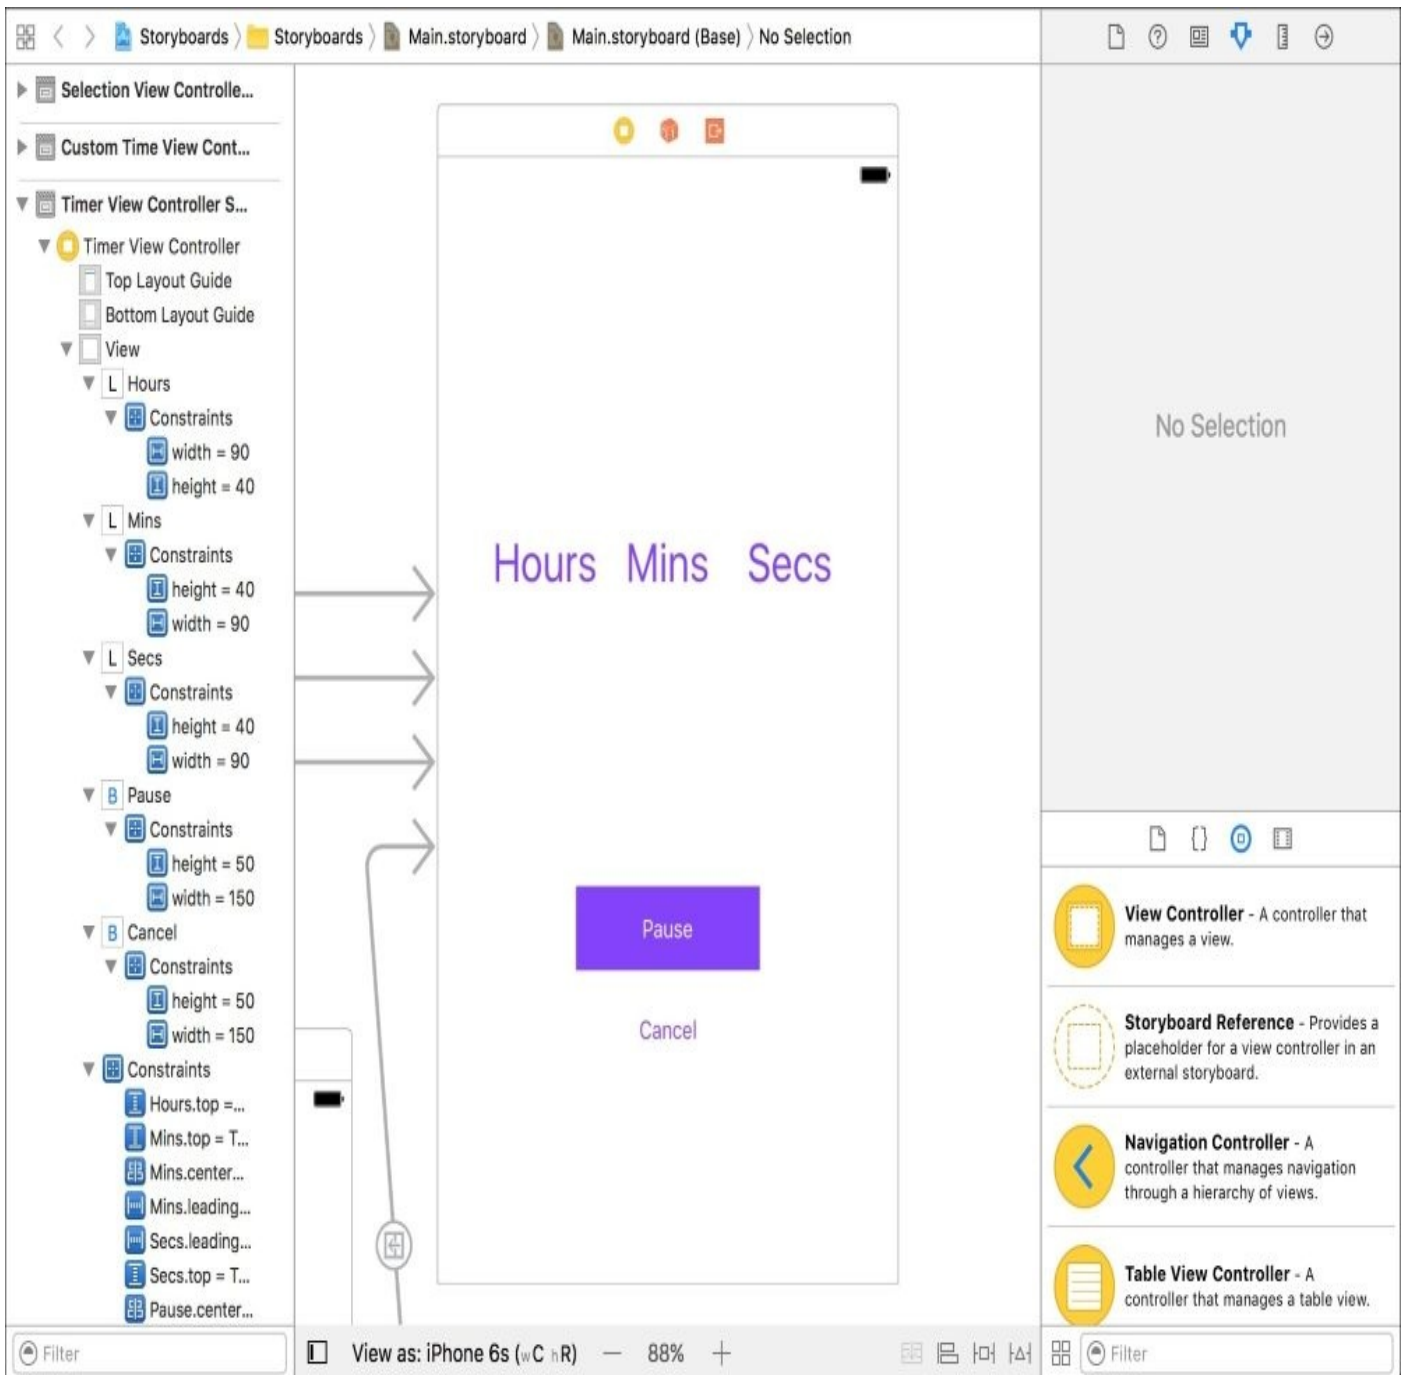 Storyboards Storyboards Main.storyboard Main.storyboard (Base) No Selection
Selection View Controlle...
Custom Time View Cont...
Timer View Controller S...
Timer View Controller
Top Layout Guide
Bottom Layout Guide
View
L Hours
Constraints
width = 90
height = 40
L Mins
Constraints
height = 40
width = 90
L Secs
Constraints
height = 40
width = 90
B Pause
Constraints
height = 50
width = 150
B Cancel
Constraints
height = 50
width = 150
Constraints
Hours.top =...
Mins.top = T...
Mins.center...
Mins.leading...
Secs.leading...
Secs.top = T...
Pause.center...
Filter
Hours Mins Secs
Pause
Cancel
View as: iPhone 6s (wC hR) — 88% +
No Selection
{}
View Controller - A controller that
manages a view.
Storyboard Reference - Provides a
placeholder for a view controller in an
external storyboard.
Navigation Controller - A
controller that manages navigation
through a hierarchy of views.
Table View Controller - A
controller that manages a table view.
Filter